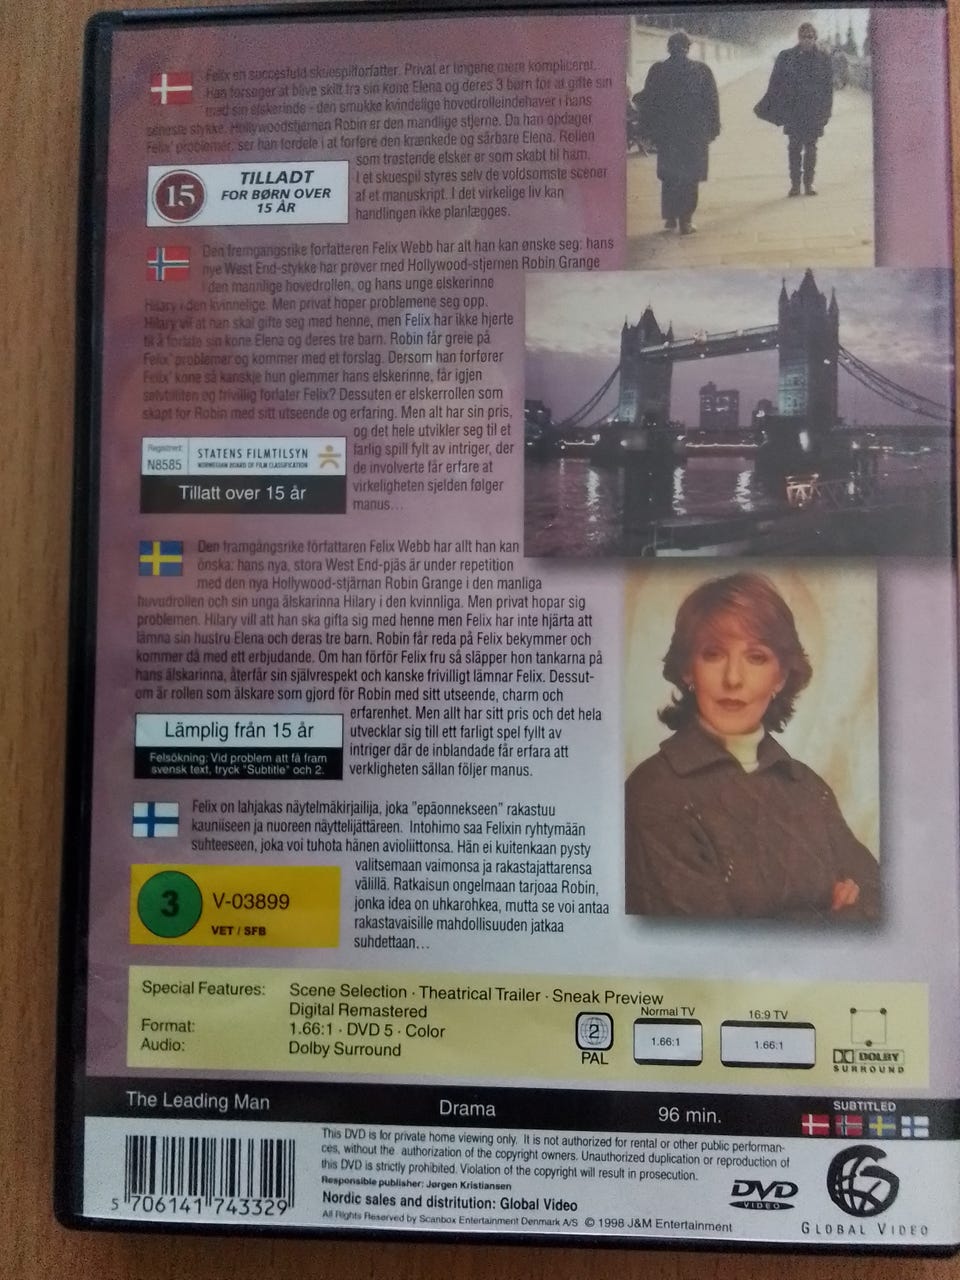 Felix en succesfuld skuespilforfatter. Privat er tingene mere kompliceret.
Han forsøger at blive skilt fra sin kone Elena og deres 3 børn for at gifte sin
med sin elskerinde - den smukke kvindelige hovedrolleindehaver i hans
seneste stykke. Hollywoodstjernen Robin er den mandlige stjerne. Da han opdager
Felix' problemer, ser han fordele i at forføre den krænkede og sårbare Elena. Rollen
som trøstende elsker er som skabt til ham.
I et skuespil styres selv de voldsomste scener
af et manuskript. I det virkelige liv kan
handlingen ikke planlægges.
15
TILLADT
FOR BØRN OVER
15 ÅR
Den fremgangsrike forfatteren Felix Webb har alt han kan ønske seg: hans
nye West End-stykke har prøver med Hollywood-stjernen Robin Grange
i den mannlige hovedrollen, og hans unge elskerinne
Hilary i den kvinnelige. Men privat hoper problemene seg opp.
Hilary vil at han skal gifte seg med henne, men Felix har ikke hjerte
til å forlate sin kone Elena og deres tre barn. Robin får greie på
Felix' problemer og kommer med et forslag. Dersom han forfører
Felix' kone så kanskje hun glemmer hans elskerinne, får igjen
selvtilliten og frivillig forlater Felix? Dessuten er elskerrollen som
skapt for Robin med sitt utseende og erfaring. Men alt har sin pris,
og det hele utvikler seg til et
farlig spill fylt av intriger, der
de involverte får erfare at
virkeligheten sjelden følger
manus...
Registrert:
N8585
STATENS FILMTILSYN
NORWEGIAN BOARD OF FILM CLASSIFICATION
Tillatt over 15 år
Den framgångsrike författaren Felix Webb har allt han kan
önska: hans nya, stora West End-pjäs är under repetition
med den nya Hollywood-stjärnan Robin Grange i den manliga
huvudrollen och sin unga älskarinna Hilary i den kvinnliga. Men privat hopar sig
problemen. Hilary vill att han ska gifta sig med henne men Felix har inte hjärta att
lämna sin hustru Elena och deras tre barn. Robin får reda på Felix bekymmer och
kommer då med ett erbjudande. Om han förför Felix fru så släpper hon tankarna på
hans älskarinna, återfår sin självrespekt och kanske frivilligt lämnar Felix. Dessut-
om är rollen som älskare som gjord för Robin med sitt utseende, charm och
erfarenhet. Men allt har sitt pris och det hela
utvecklar sig till ett farligt spel fyllt av
intriger där de inblandade får erfara att
verkligheten sällan följer manus.
Lämplig från 15 år
Felsökning: Vid problem att få fram
svensk text, tryck "Subtitle" och 2.
Felix on lahjakas näytelmäkirjailija, joka "epäonnekseen" rakastuu
kauniiseen ja nuoreen näyttelijättäreen. Intohimo saa Felixin ryhtymään
suhteeseen, joka voi tuhota hänen avioliittonsa. Hän ei kuitenkaan pysty
valitsemaan vaimonsa ja rakastajattarensa
välillä. Ratkaisun ongelmaan tarjoaa Robin,
jonka idea on uhkarohkea, mutta se voi antaa
rakastavaisille mahdollisuuden jatkaa
suhdettaan...
3
V-03899
VET / SFB
Special Features: Scene Selection · Theatrical Trailer · Sneak Preview
Digital Remastered
Format: 1.66:1 · DVD 5 · Color
Audio: Dolby Surround
2
PAL
Normal TV
1.66:1
16:9 TV
1.66:1
DOLBY
SURROUND
The Leading Man
Drama
96 min.
SUBTITLED
5 706141 743329
This DVD is for private home viewing only. It is not authorized for rental or other public performan-
ces, without the authorization of the copyright owners. Unauthorized duplication or reproduction of
this DVD is strictly prohibited. Violation of the copyright will result in prosecution.
Responsible publisher: Jørgen Kristiansen
Nordic sales and distritution: Global Video
All Rights Reserved by Scanbox Entertainment Denmark A/S © 1998 J&M Entertainment
DVD
VIDEO
GLOBAL VIDEO